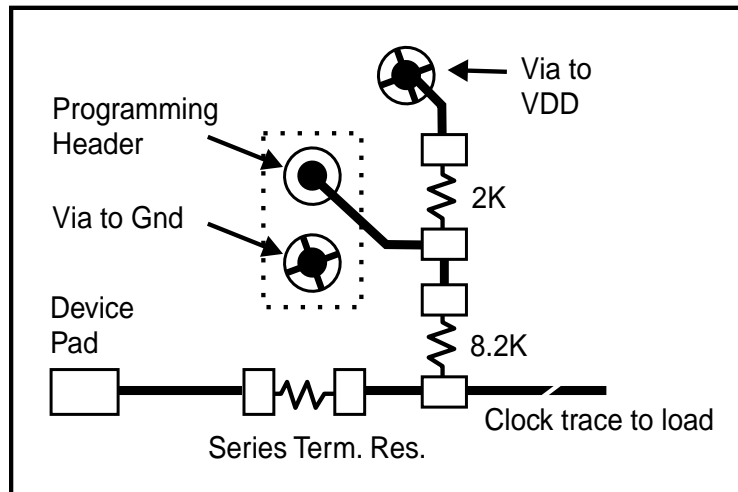 Via to
VDD
Programming
Header
2K
Via to Gnd
Device
Pad
8.2K
Clock trace to load
Series Term. Res.